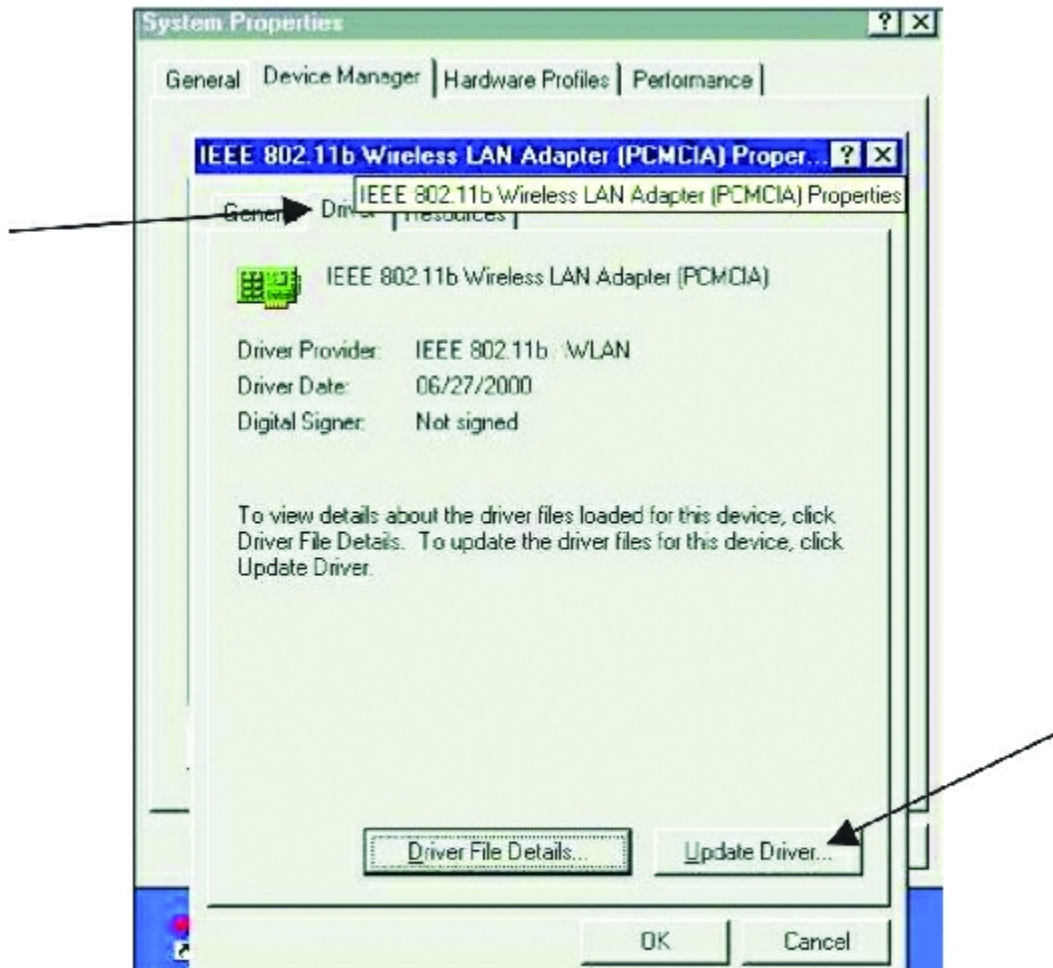 System Properties
General Device Manager Hardware Profiles Performance
IEEE 802.11b Wireless LAN Adapter (PCMCIA) Proper...
IEEE 802.11b Wireless LAN Adapter (PCMCIA) Properties
General Driver Resources
IEEE 802.11b Wireless LAN Adapter (PCMCIA)
Driver Provider: IEEE 802.11b WLAN
Driver Date: 06/27/2000
Digital Signer: Not signed
To view details about the driver files loaded for this device, click
Driver File Details. To update the driver files for this device, click
Update Driver.
Driver File Details... Update Driver...
OK Cancel